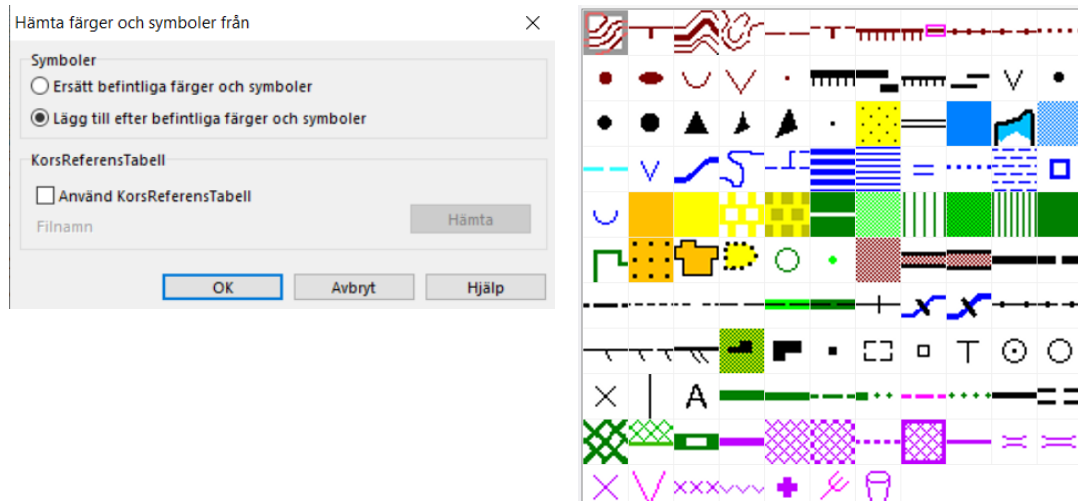 Hämta färger och symboler från
Symboler
Ersätt befintliga färger och symboler
Lägg till efter befintliga färger och symboler
KorsReferensTabell
Använd KorsReferensTabell
Filnamn
Hämta
OK
Avbryt
Hjälp
A